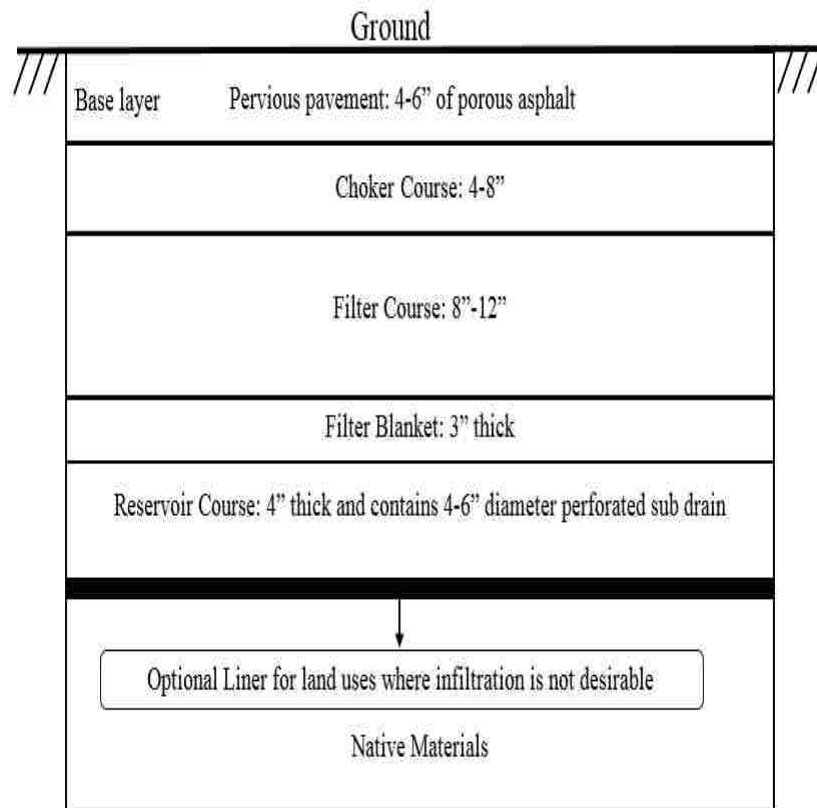 Ground
Base layer Pervious pavement: 4-6” of porous asphalt
Choker Course: 4-8”
Filter Course: 8”-12”
Filter Blanket: 3” thick
Reservoir Course: 4” thick and contains 4-6” diameter perforated sub drain
Optional Liner for land uses where infiltration is not desirable
Native Materials